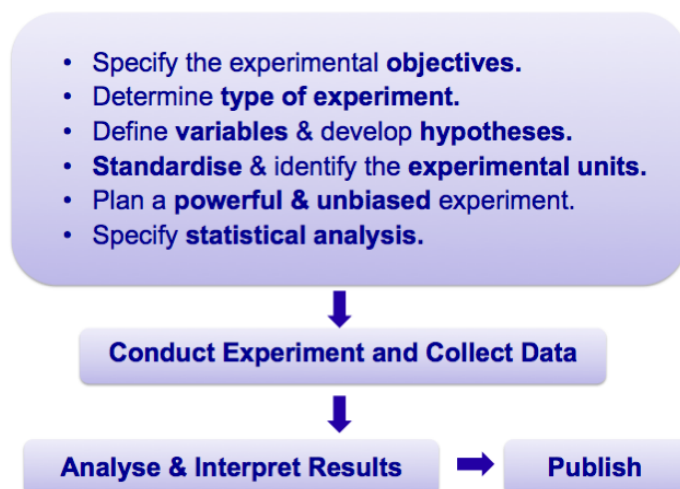 • Specify the experimental objectives.
• Determine type of experiment.
• Define variables & develop hypotheses.
• Standardise & identify the experimental units.
• Plan a powerful & unbiased experiment.
• Specify statistical analysis.
Conduct Experiment and Collect Data
Analyse & Interpret Results
Publish